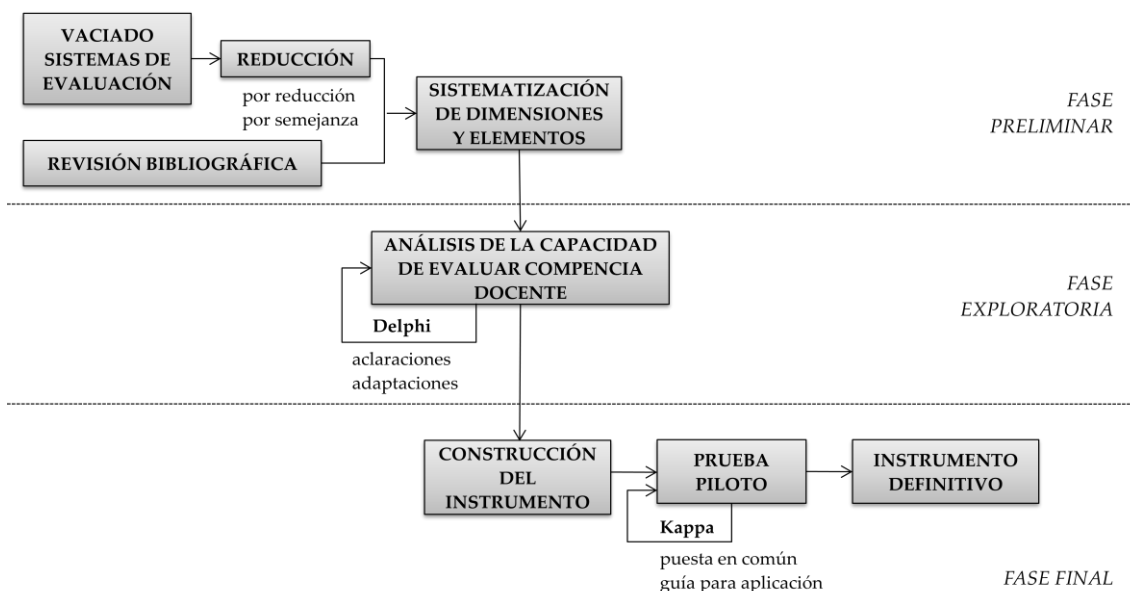 VACIADO
SISTEMAS DE
EVALUACIÓN
REDUCCIÓN
por reducción
por semejanza
REVISIÓN BIBLIOGRÁFICA
SISTEMATIZACIÓN
DE DIMENSIONES
Y ELEMENTOS
FASE
PRELIMINAR
ANÁLISIS DE LA CAPACIDAD
DE EVALUAR COMPENCIA
DOCENTE
Delphi
aclaraciones
adaptaciones
FASE
EXPLORATORIA
CONSTRUCCIÓN
DEL
INSTRUMENTO
PRUEBA
PILOTO
Kappa
puesta en común
guía para aplicación
INSTRUMENTO
DEFINITIVO
FASE FINAL